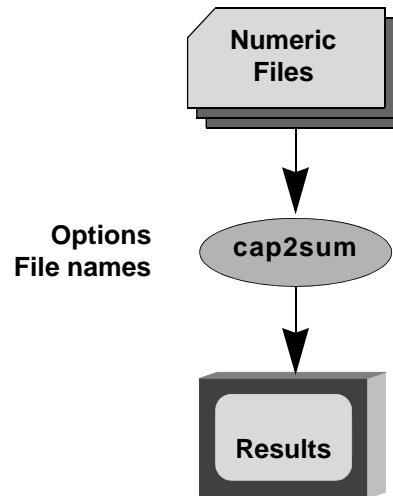 Numeric
Files
Options
File names
cap2sum
Results